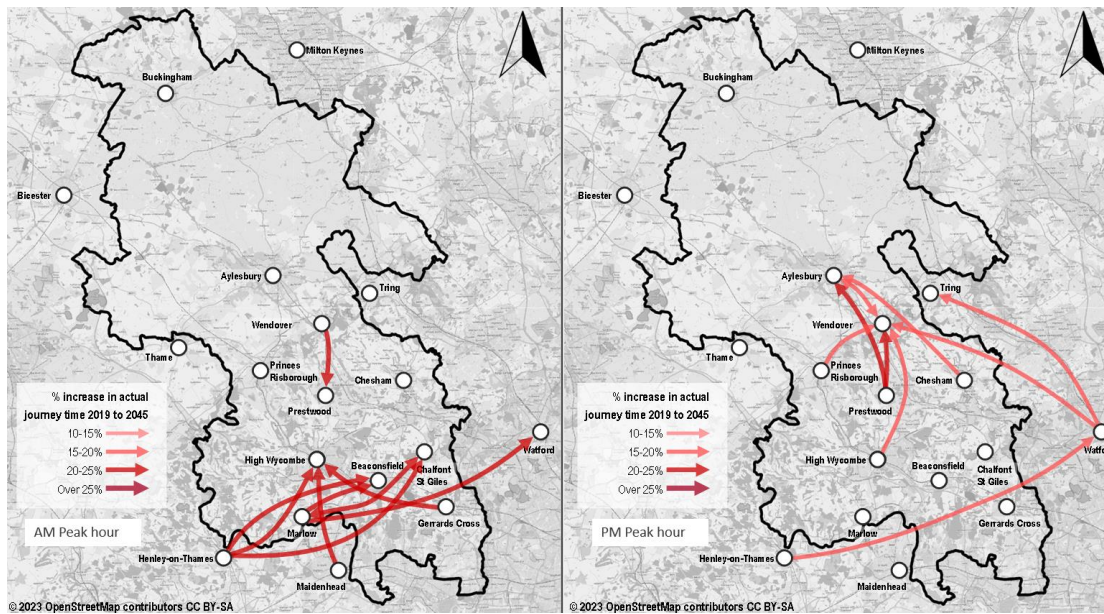 Milton Keynes
Buckingham
Bicester
Aylesbury
Tring
Wendover
Thame
Princes
Risborough
Chesham
Prestwood
% increase in actual
journey time 2019 to 2045
10-15%
15-20%
20-25%
Over 25%
High Wycombe
Beaconsfield
Chalfont
St Giles
Watford
AM Peak hour
Marlow
Gerrards Cross
Henley-on-Thames
Maidenhead
© 2023 OpenStreetMap contributors CC BY-SA
Milton Keynes
Buckingham
Bicester
Aylesbury
Tring
Wendover
Thame
Princes
Risborough
Chesham
Prestwood
% increase in actual
journey time 2019 to 2045
10-15%
15-20%
20-25%
Over 25%
High Wycombe
Beaconsfield
Chalfont
St Giles
PM Peak hour
Marlow
Gerrards Cross
Henley-on-Thames
Maidenhead
© 2023 OpenStreetMap contributors CC BY-SA